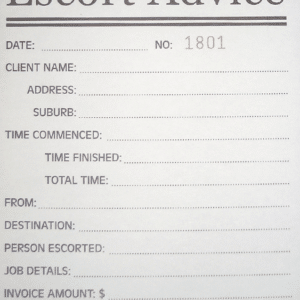 Escort Advice
DATE: NO: 1801
CLIENT NAME:
ADDRESS:
SUBURB:
TIME COMMENCED:
TIME FINISHED:
TOTAL TIME:
FROM:
DESTINATION:
PERSON ESCORTED:
JOB DETAILS:
INVOICE AMOUNT: $